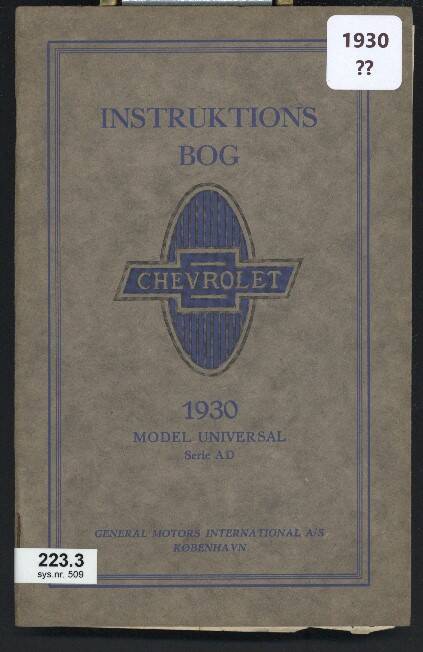 1930
??
INSTRUKTIONS
BOG
CHEVROLET
1930
MODEL UNIVERSAL
Serie AD
GENERAL MOTORS INTERNATIONAL A/S
KØBENHAVN
223.3
sys.nr. 509